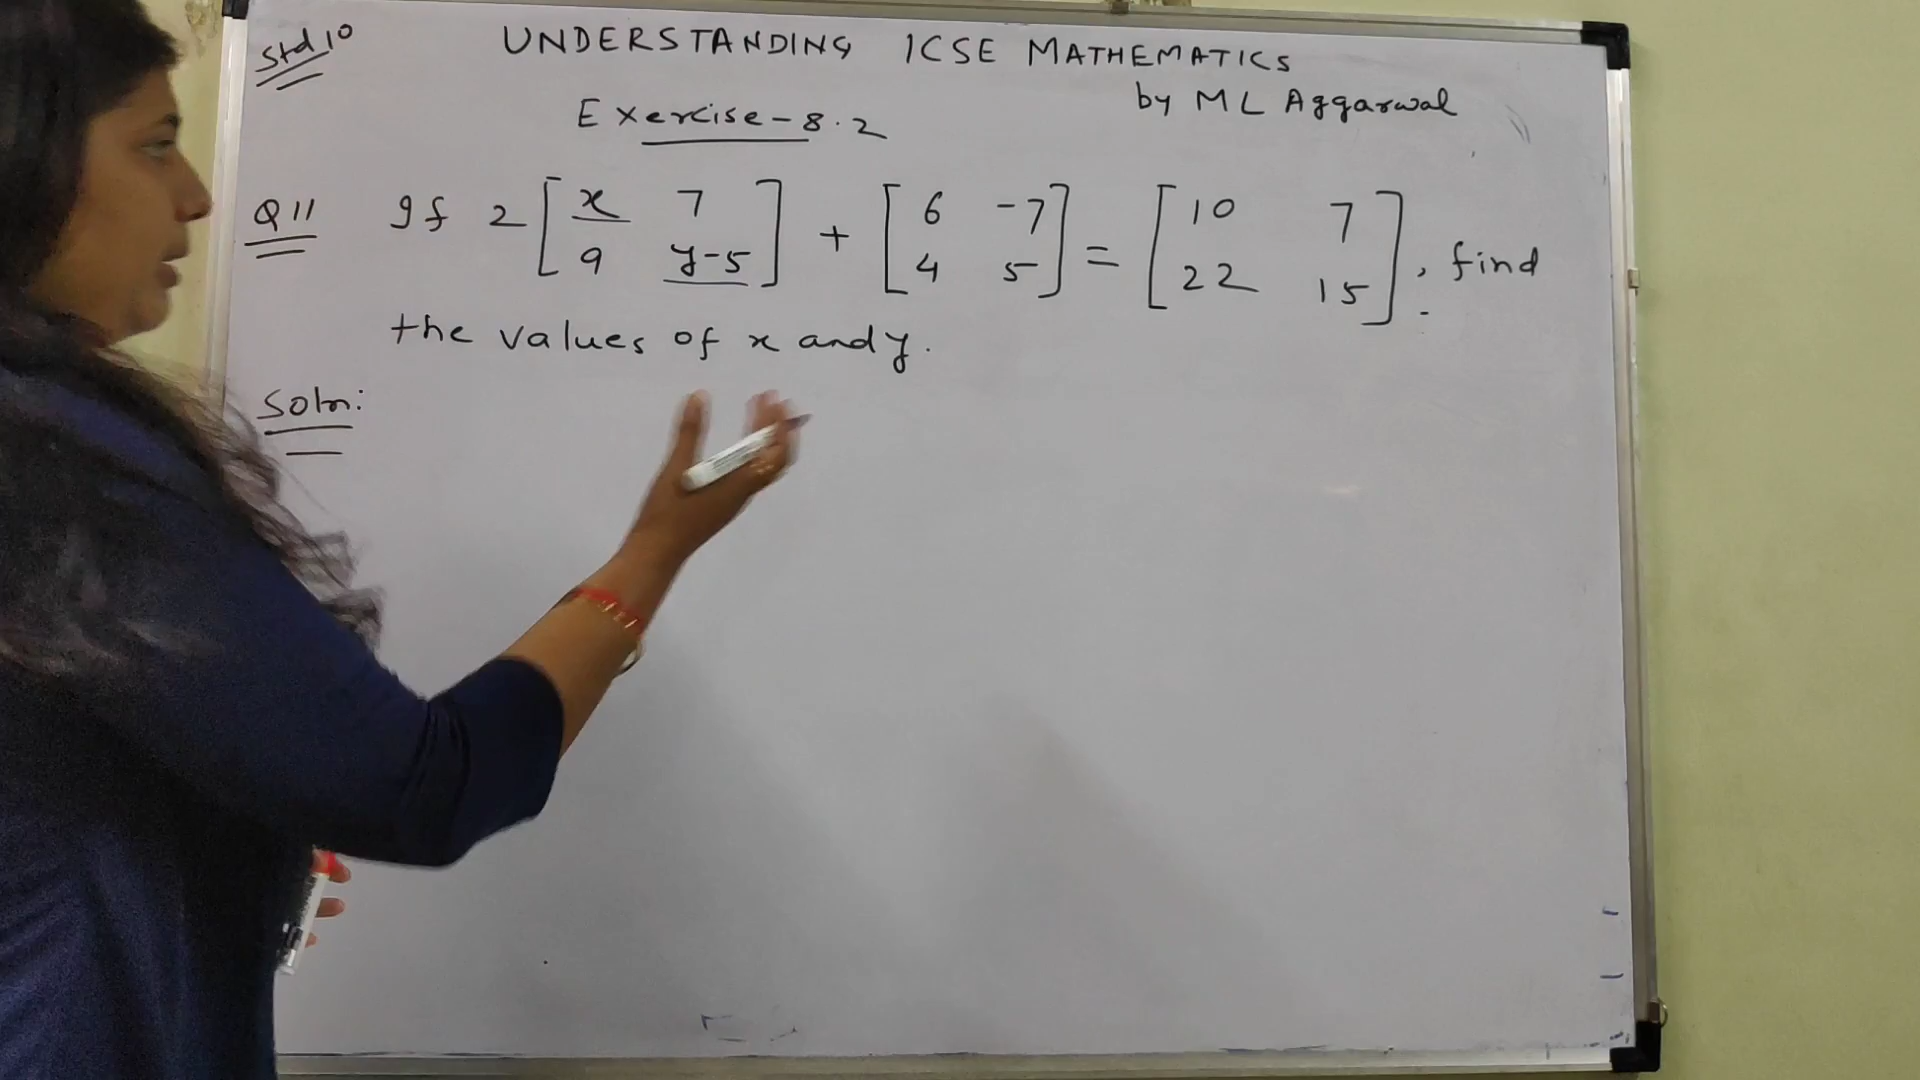 Std 10
UNDERSTANDING ICSE MATHEMATICS
by ML Aggarwal
Exercise-8.2
Q11 If 2 [x 7; 9 y-5] + [6 -7; 4 5] = [10 7; 22 15], find
the values of x and y.
Soln: